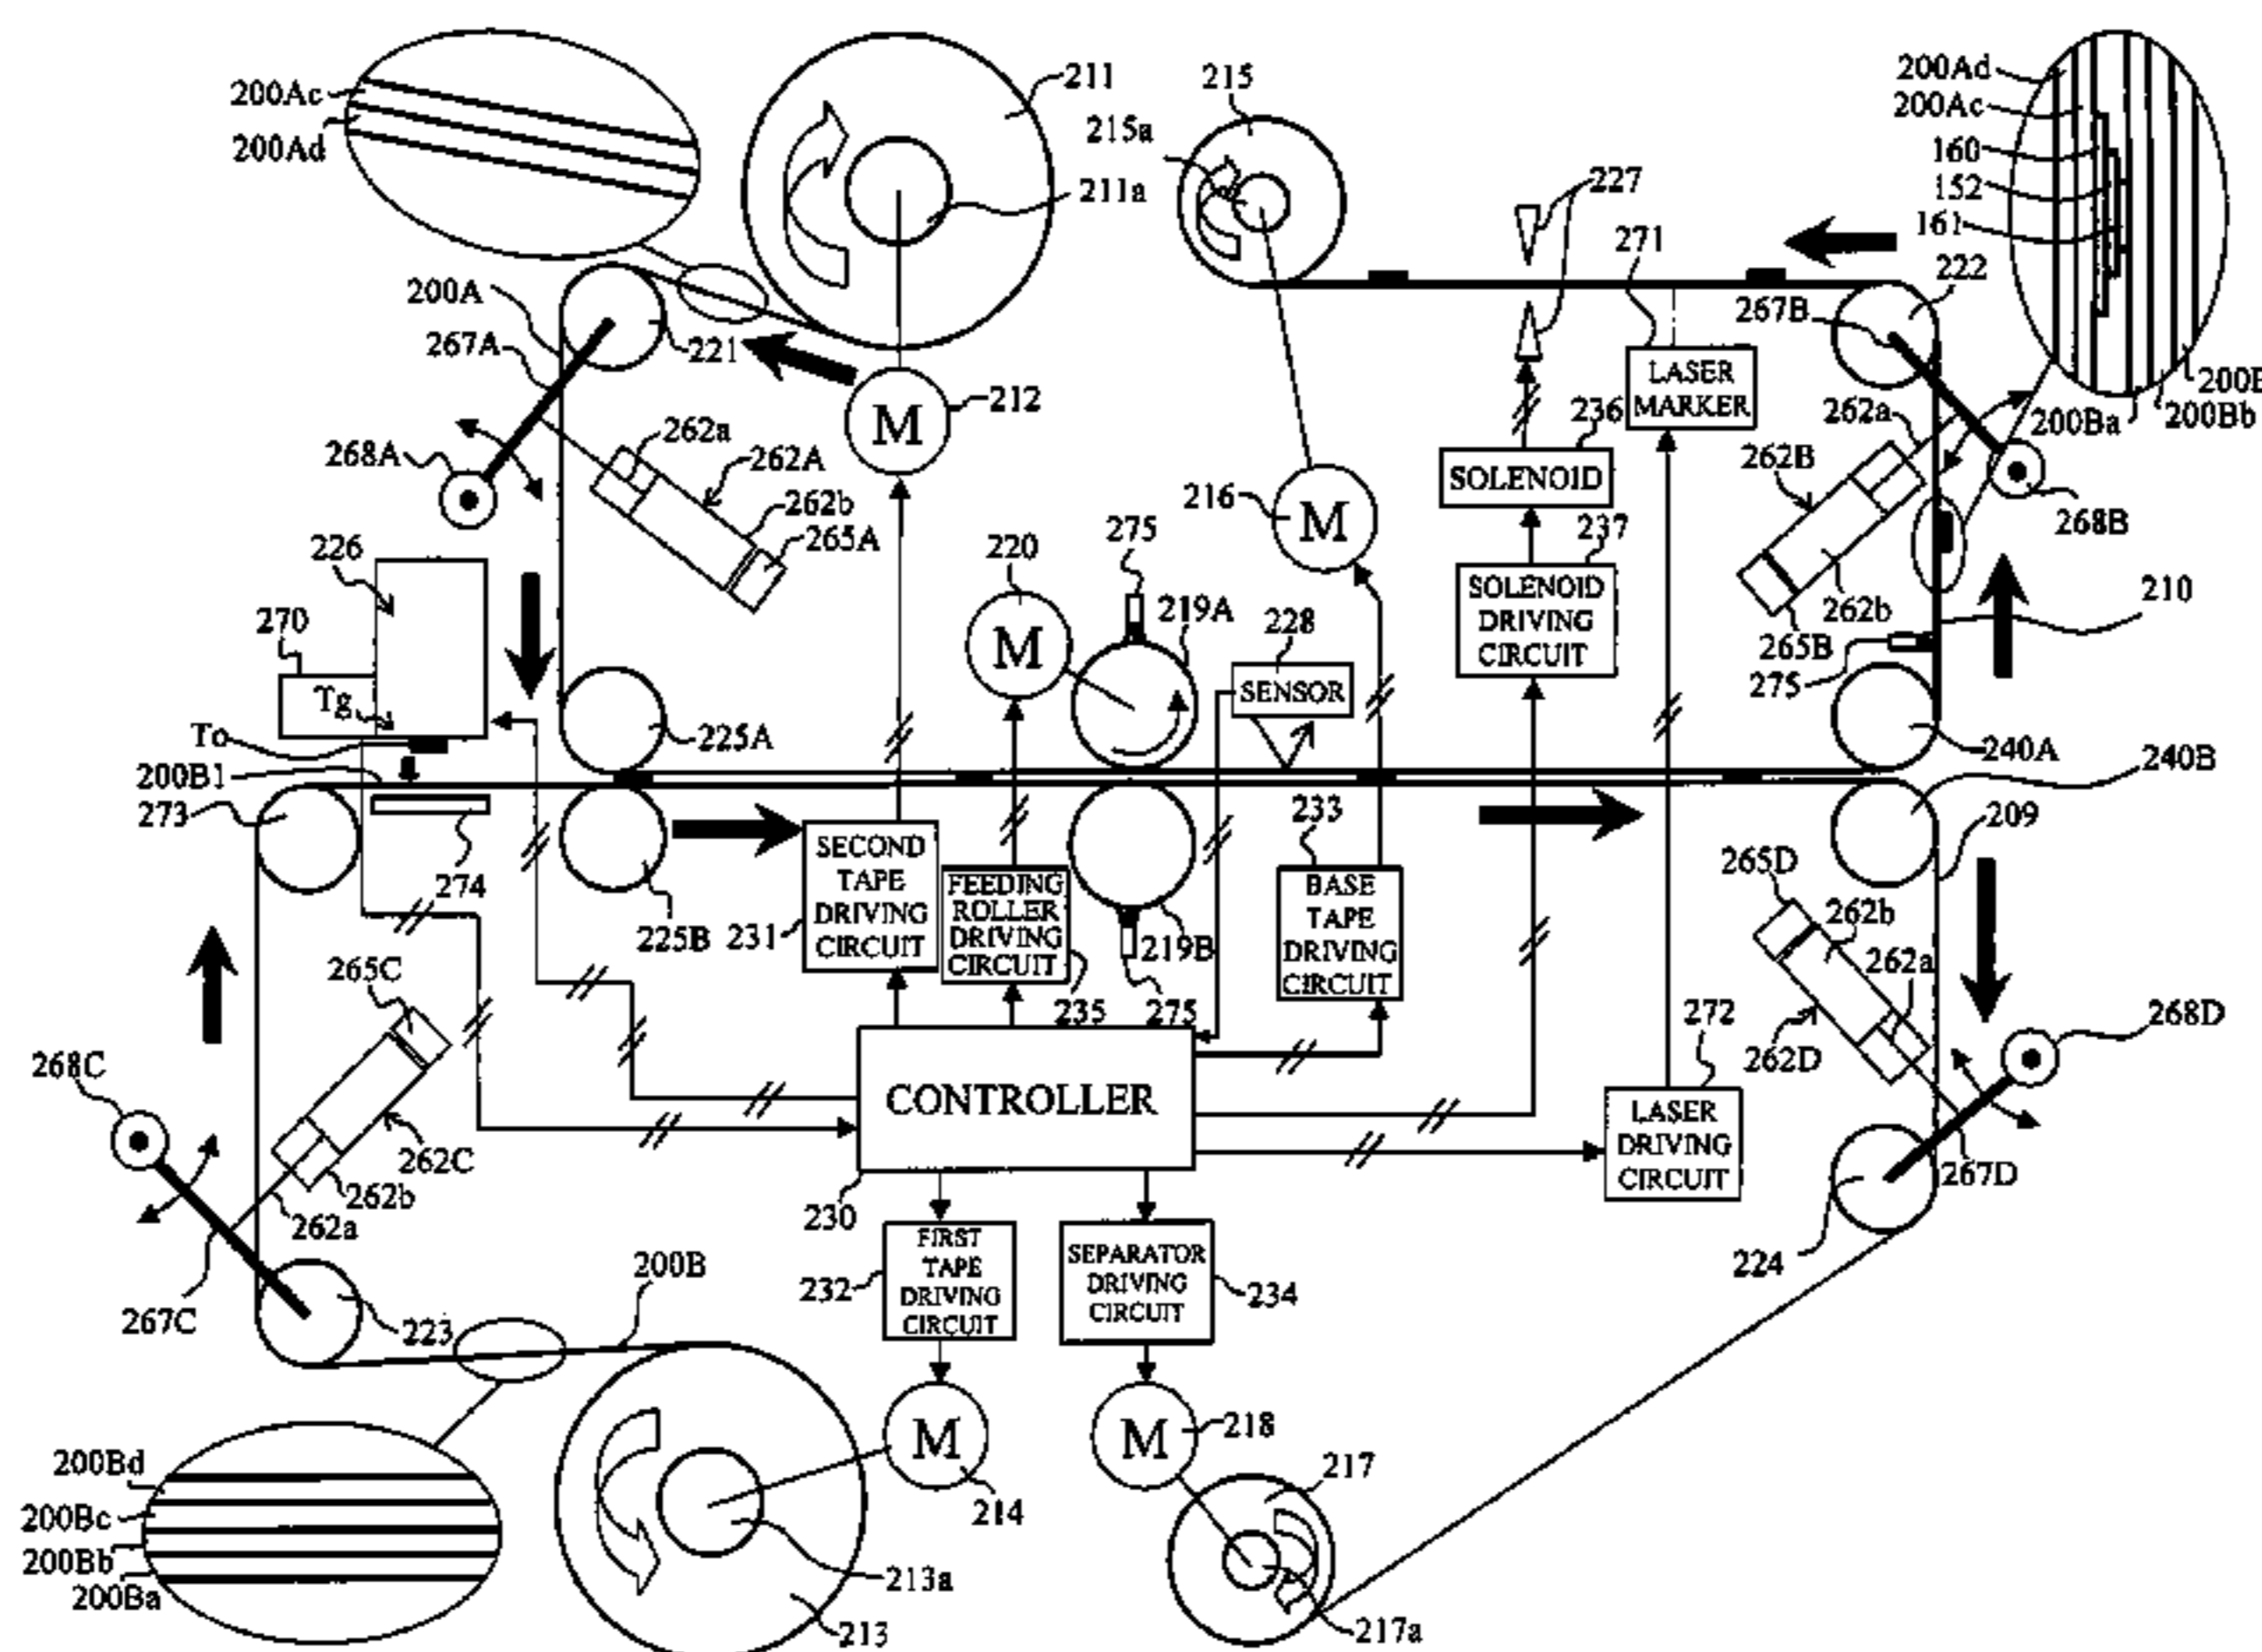 200Ac
200Ad
211
211a
215
215a
227
271
200Ad
200Ac
160
152
161
222
267B
200Ba
200Bb
200A
267A
221
M
212
268A
262a
262A
262b
265A
LASER
MARKER
236
SOLENOID
237
SOLENOID
DRIVING
CIRCUIT
262a
262B
262b
265B
268B
210
275
226
270
Tg
To
200B1
273
274
220
M
275
219A
216
M
228
SENSOR
225A
225B
240A
240B
209
231
SECOND
TAPE
DRIVING
CIRCUIT
FEEDING
ROLLER
DRIVING
CIRCUIT
235
219B
275
233
BASE
TAPE
DRIVING
CIRCUIT
265D
262b
262a
262D
268D
267D
224
265C
268C
262C
262b
262a
267C
223
CONTROLLER
230
272
LASER
DRIVING
CIRCUIT
200B
232
FIRST
TAPE
DRIVING
CIRCUIT
SEPARATOR
DRIVING
CIRCUIT
234
M
214
M
218
217
217a
213a
213
200Bd
200Bc
200Bb
200Ba